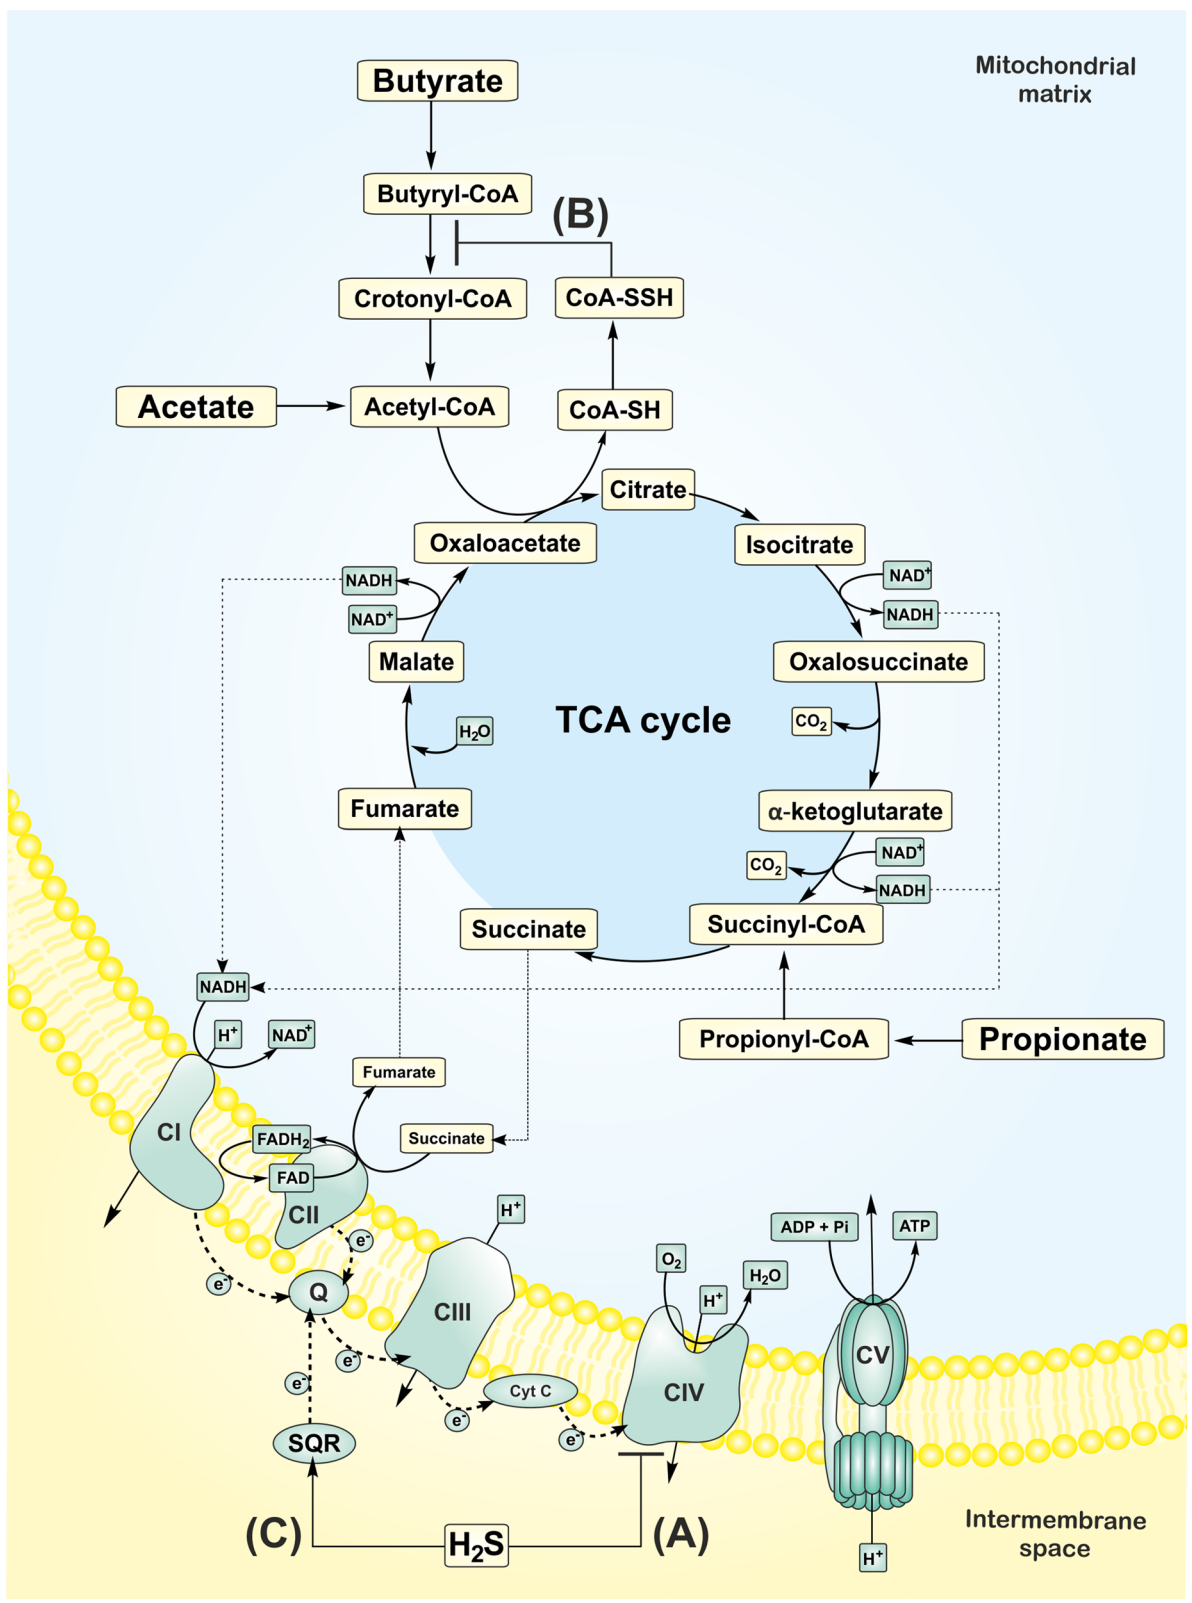 Mitochondrial
matrix
Butyrate
Butyryl-CoA
(B)
Crotonyl-CoA
CoA-SSH
Acetate
Acetyl-CoA
CoA-SH
Citrate
Oxaloacetate
Isocitrate
NADH
NAD+
NAD+
NADH
Malate
Oxalosuccinate
TCA cycle
H2O
CO2
Fumarate
α-ketoglutarate
CO2
NAD+
NADH
Succinate
Succinyl-CoA
NADH
H+
NAD+
Propionyl-CoA
Propionate
Fumarate
CI
FADH2
Succinate
FAD
CII
e-
H+
ADP + Pi
ATP
O2
H2O
H+
e-
Q
CIII
e-
CV
e-
Cyt C
CIV
e-
e-
SQR
(C)
H2S
(A)
Intermembrane
space
H+